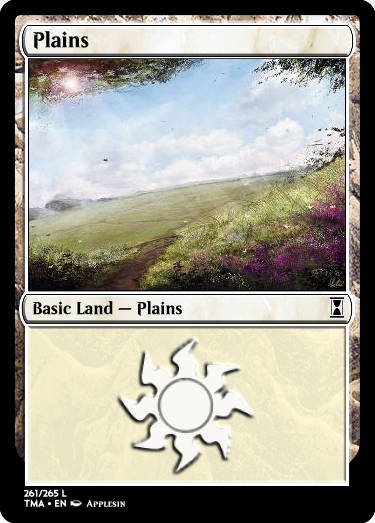 Plains
Basic Land — Plains
261/265 L
TMA • EN Applesin